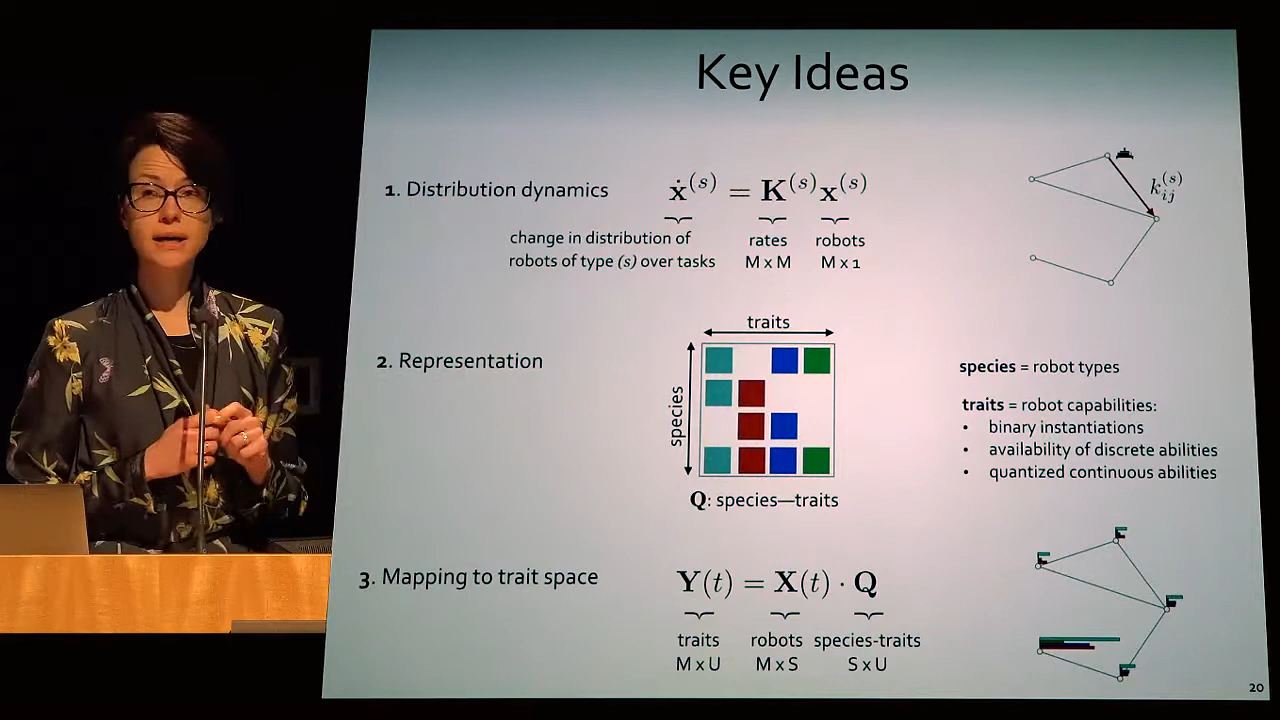 Key Ideas
1. Distribution dynamics
ẋ⁽ˢ⁾ = K⁽ˢ⁾x⁽ˢ⁾
k_ij^(s)
change in distribution of
robots of type (s) over tasks
rates
M x M
robots
M x 1
2. Representation
traits
species
Q: species—traits
species = robot types
traits = robot capabilities:
• binary instantiations
• availability of discrete abilities
• quantized continuous abilities
3. Mapping to trait space
Y(t) = X(t) · Q
traits
M x U
robots
M x S
species-traits
S x U
20